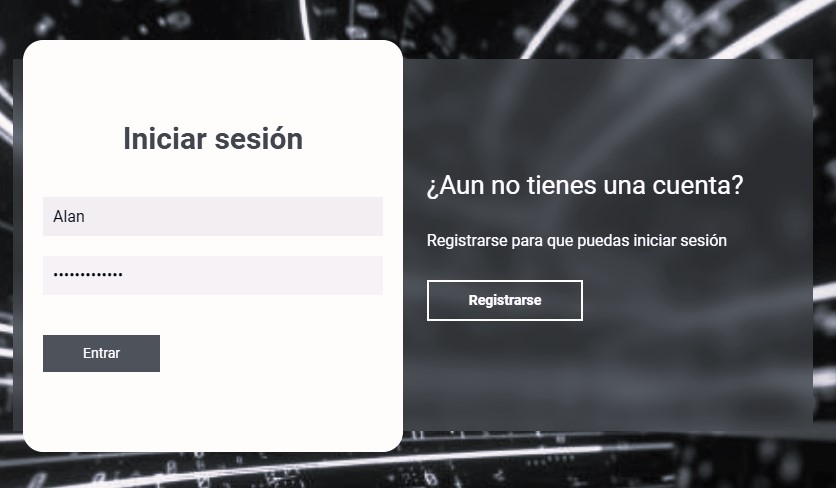 Iniciar sesión
Alan
•••••••••••••
Entrar
¿Aun no tienes una cuenta?
Registrarse para que puedas iniciar sesión
Registrarse